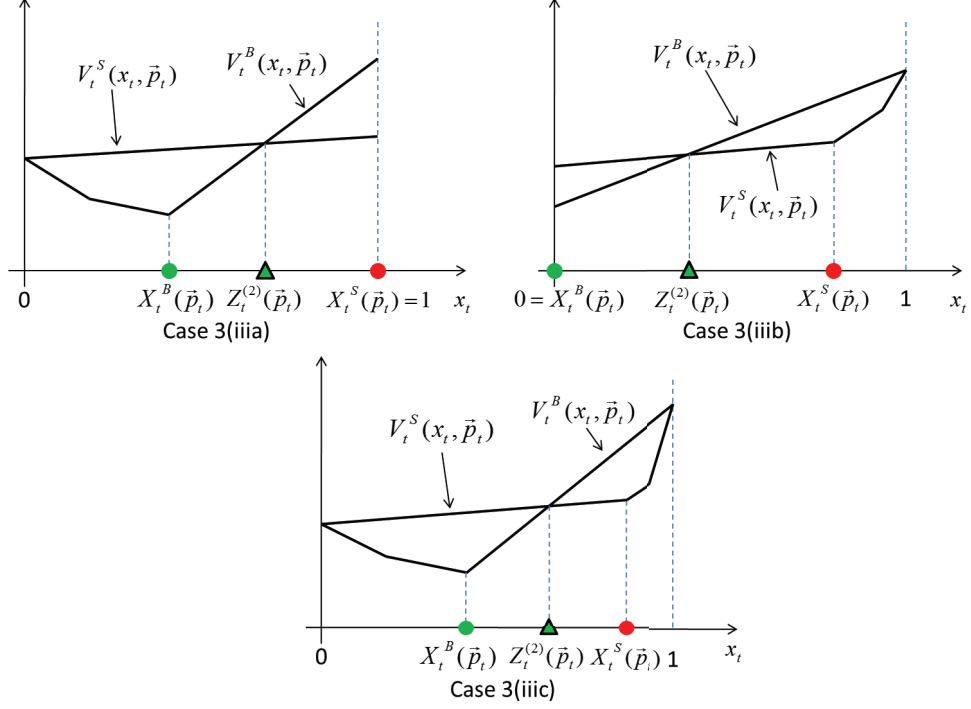 V_t^S(x_t, \vec{p}_t)
V_t^B(x_t, \vec{p}_t)
0
X_t^B(\vec{p}_t)
Z_t^{(2)}(\vec{p}_t)
X_t^S(\vec{p}_t) = 1
x_t
Case 3(iiia)
V_t^B(x_t, \vec{p}_t)
V_t^S(x_t, \vec{p}_t)
0 = X_t^B(\vec{p}_t)
Z_t^{(2)}(\vec{p}_t)
X_t^S(\vec{p}_t)
1
x_t
Case 3(iiib)
V_t^S(x_t, \vec{p}_t)
V_t^B(x_t, \vec{p}_t)
0
X_t^B(\vec{p}_t)
Z_t^{(2)}(\vec{p}_t)
X_t^S(\vec{p}_t)
1
x_t
Case 3(iiic)